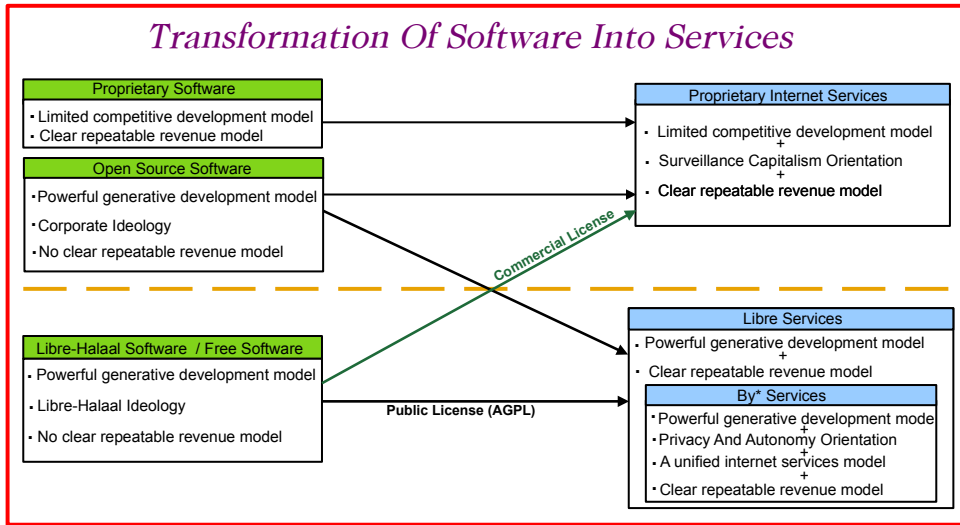 Transformation Of Software Into Services
Proprietary Software
· Limited competitive development model
· Clear repeatable revenue model
Open Source Software
· Powerful generative development model
· Corporate Ideology
· No clear repeatable revenue model
Proprietary Internet Services
· Limited competitive development model
+
· Surveillance Capitalism Orientation
+
· Clear repeatable revenue model
Commercial License
Libre-Halaal Software / Free Software
· Powerful generative development model
· Libre-Halaal Ideology
· No clear repeatable revenue model
Public License (AGPL)
Libre Services
· Powerful generative development model
+
· Clear repeatable revenue model
By* Services
· Powerful generative development mode
+
· Privacy And Autonomy Orientation
+
· A unified internet services model
+
· Clear repeatable revenue model